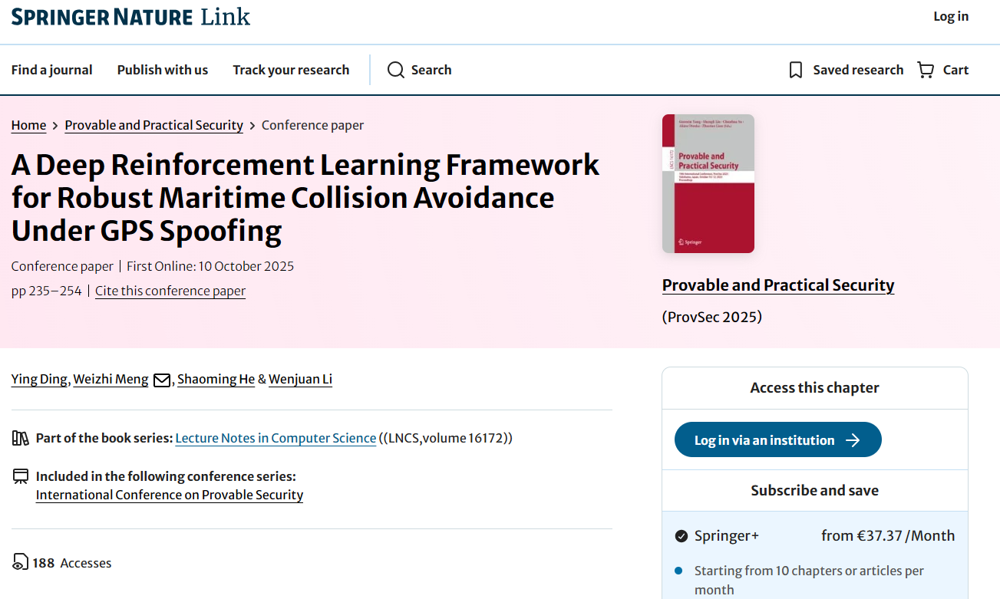 SPRINGER NATURE Link
Log in
Find a journal
Publish with us
Track your research
Search
Saved research
Cart
Home > Provable and Practical Security > Conference paper
A Deep Reinforcement Learning Framework
for Robust Maritime Collision Avoidance
Under GPS Spoofing
Conference paper | First Online: 10 October 2025
pp 235–254 | Cite this conference paper
LNCS 16172
Provable and
Practical Security
Springer
Provable and Practical Security
(ProvSec 2025)
Ying Ding, Weizhi Meng, Shaoming He & Wenjuan Li
Part of the book series: Lecture Notes in Computer Science ((LNCS,volume 16172))
Included in the following conference series:
International Conference on Provable Security
188 Accesses
Access this chapter
Log in via an institution
Subscribe and save
Springer+
from €37.37 /Month
Starting from 10 chapters or articles per
month